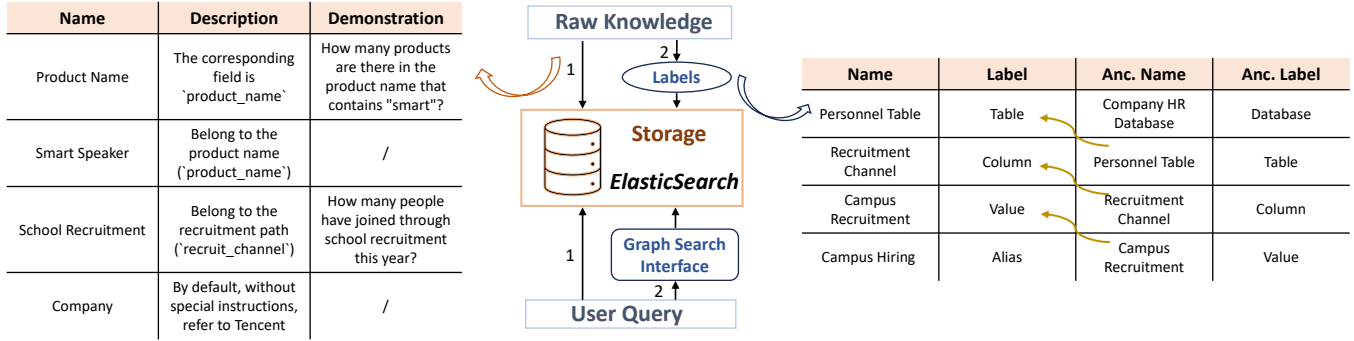 Name Description Demonstration
Product Name
The corresponding
field is
`product_name`
How many products
are there in the
product name that
contains "smart"?
Smart Speaker
Belong to the
product name
(`product_name`)
/
School Recruitment
Belong to the
recruitment path
(`recruit_channel`)
How many people
have joined through
school recruitment
this year?
Company
By default, without
special instructions,
refer to Tencent
/
Raw Knowledge
1
2
Labels
Storage
ElasticSearch
Graph Search
Interface
1
2
User Query
Name Label Anc. Name Anc. Label
Personnel Table
Table
Company HR
Database
Database
Recruitment
Channel
Column
Personnel Table
Table
Campus
Recruitment
Value
Recruitment
Channel
Column
Campus Hiring
Alias
Campus
Recruitment
Value